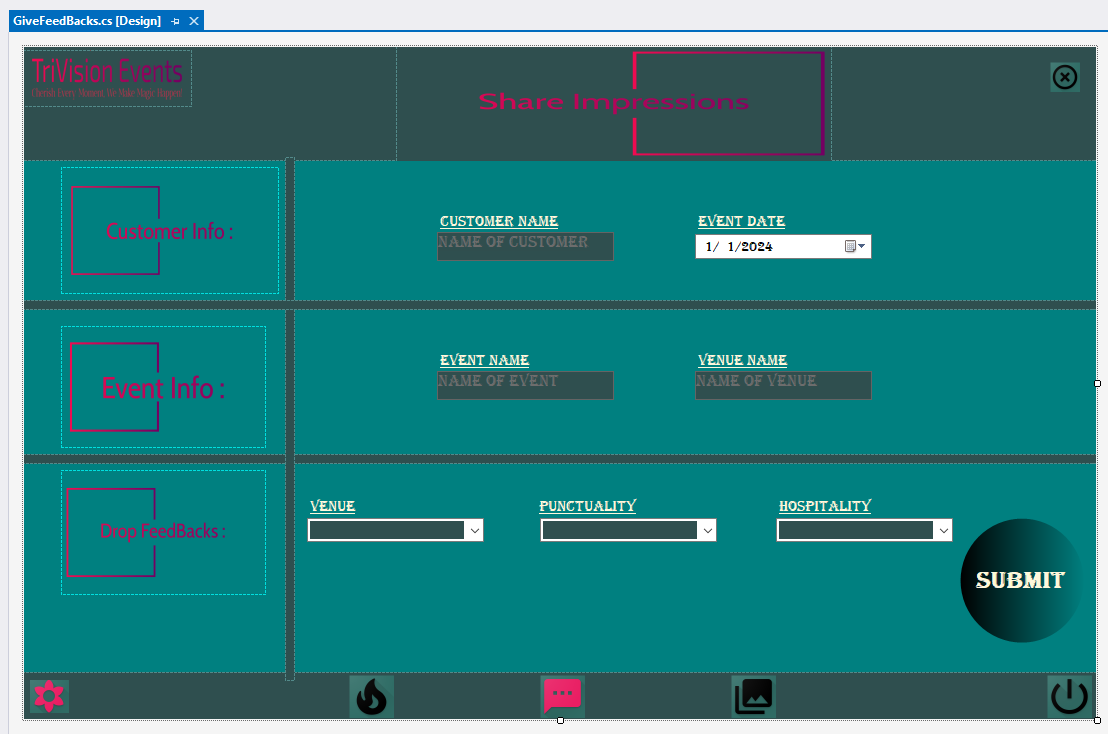 GiveFeedBacks.cs [Design]
TriVision Events
Cherish Every Moment, We Make Magic Happen!
Share Impressions
Customer Info :
CUSTOMER NAME
EVENT DATE
NAME OF CUSTOMER
1/ 1/2024
Event Info :
EVENT NAME
VENUE NAME
NAME OF EVENT
NAME OF VENUE
Drop FeedBacks :
VENUE
PUNCTUALITY
HOSPITALITY
SUBMIT